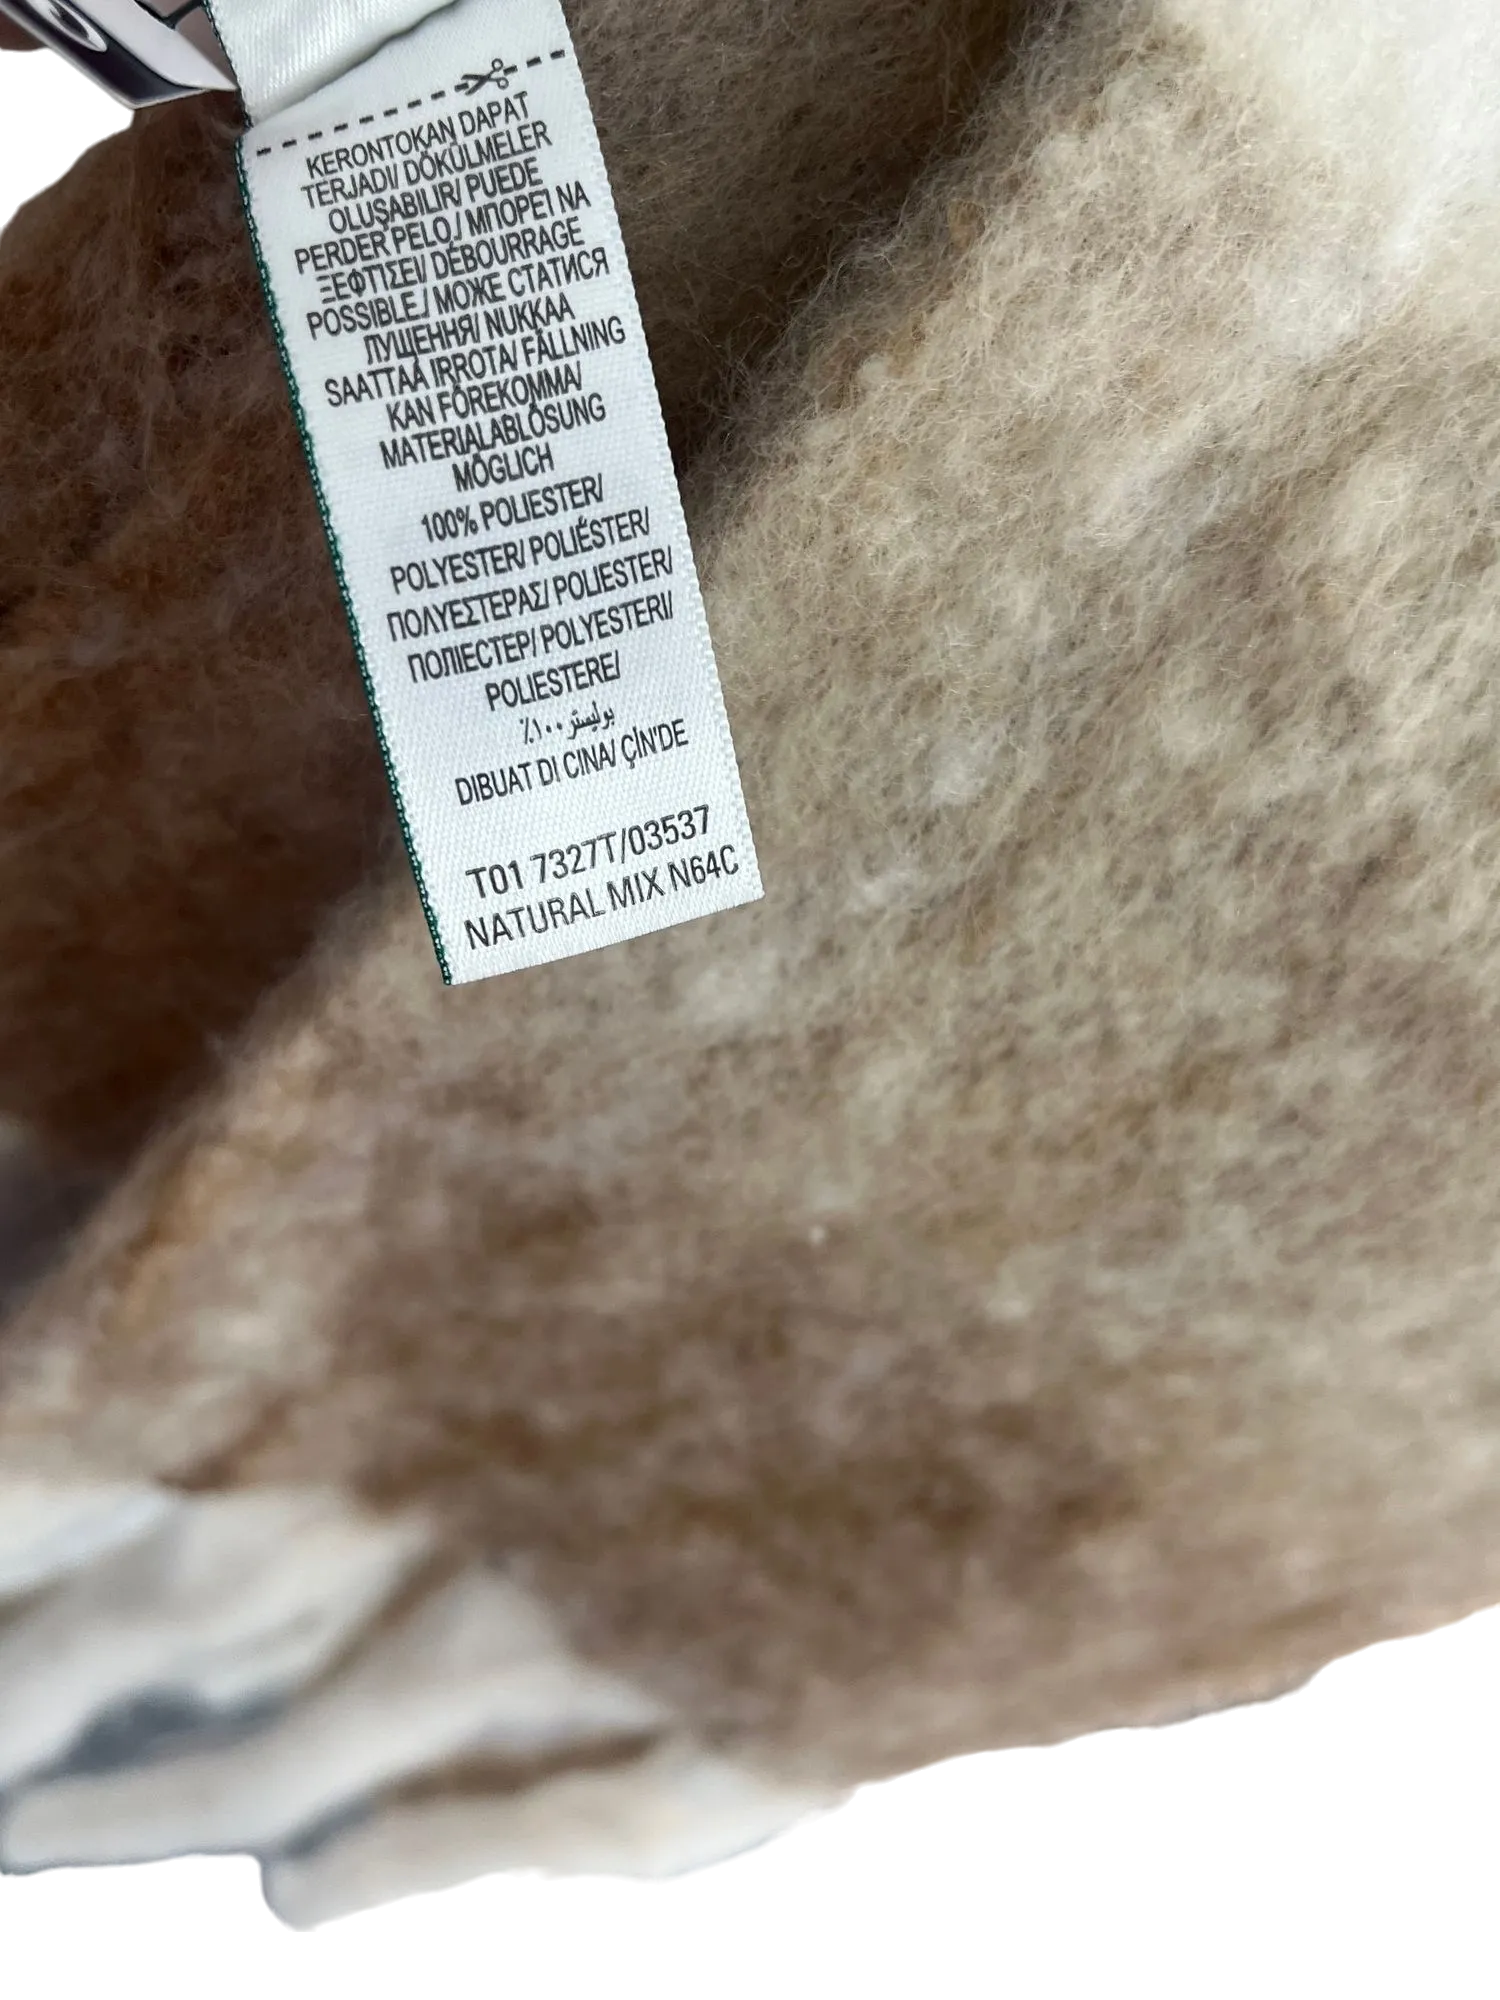 KERONTOKAN DAPAT
TERJADI/ DÖKÜLMELER
OLUŞABILIR/ PUEDE
PERDER PELO./ ΜΠΟΡΕΊ ΝΑ
ΞΕΦΤΊΣΕΙ/ DÉBOURRAGE
POSSIBLE./ МОЖЕ СТАТИСЯ
ЛУЩЕННЯ/ NUKKAA
SAATTAA IRROTA/ FÄLLNING
KAN FÖREKOMMA/
MATERIALABLÖSUNG
MÖGLICH
100% POLIESTER/
POLYESTER/ POLIÉSTER/
ΠΟΛΥΕΣΤΕΡΑΣ/ POLIESTER/
ПОЛІЕСТЕР/ POLYESTERI/
POLIESTERE/
بوليستر ١٠٠٪
DIBUAT DI CINA/ ÇİN'DE
T01 7327T/03537
NATURAL MIX N64C